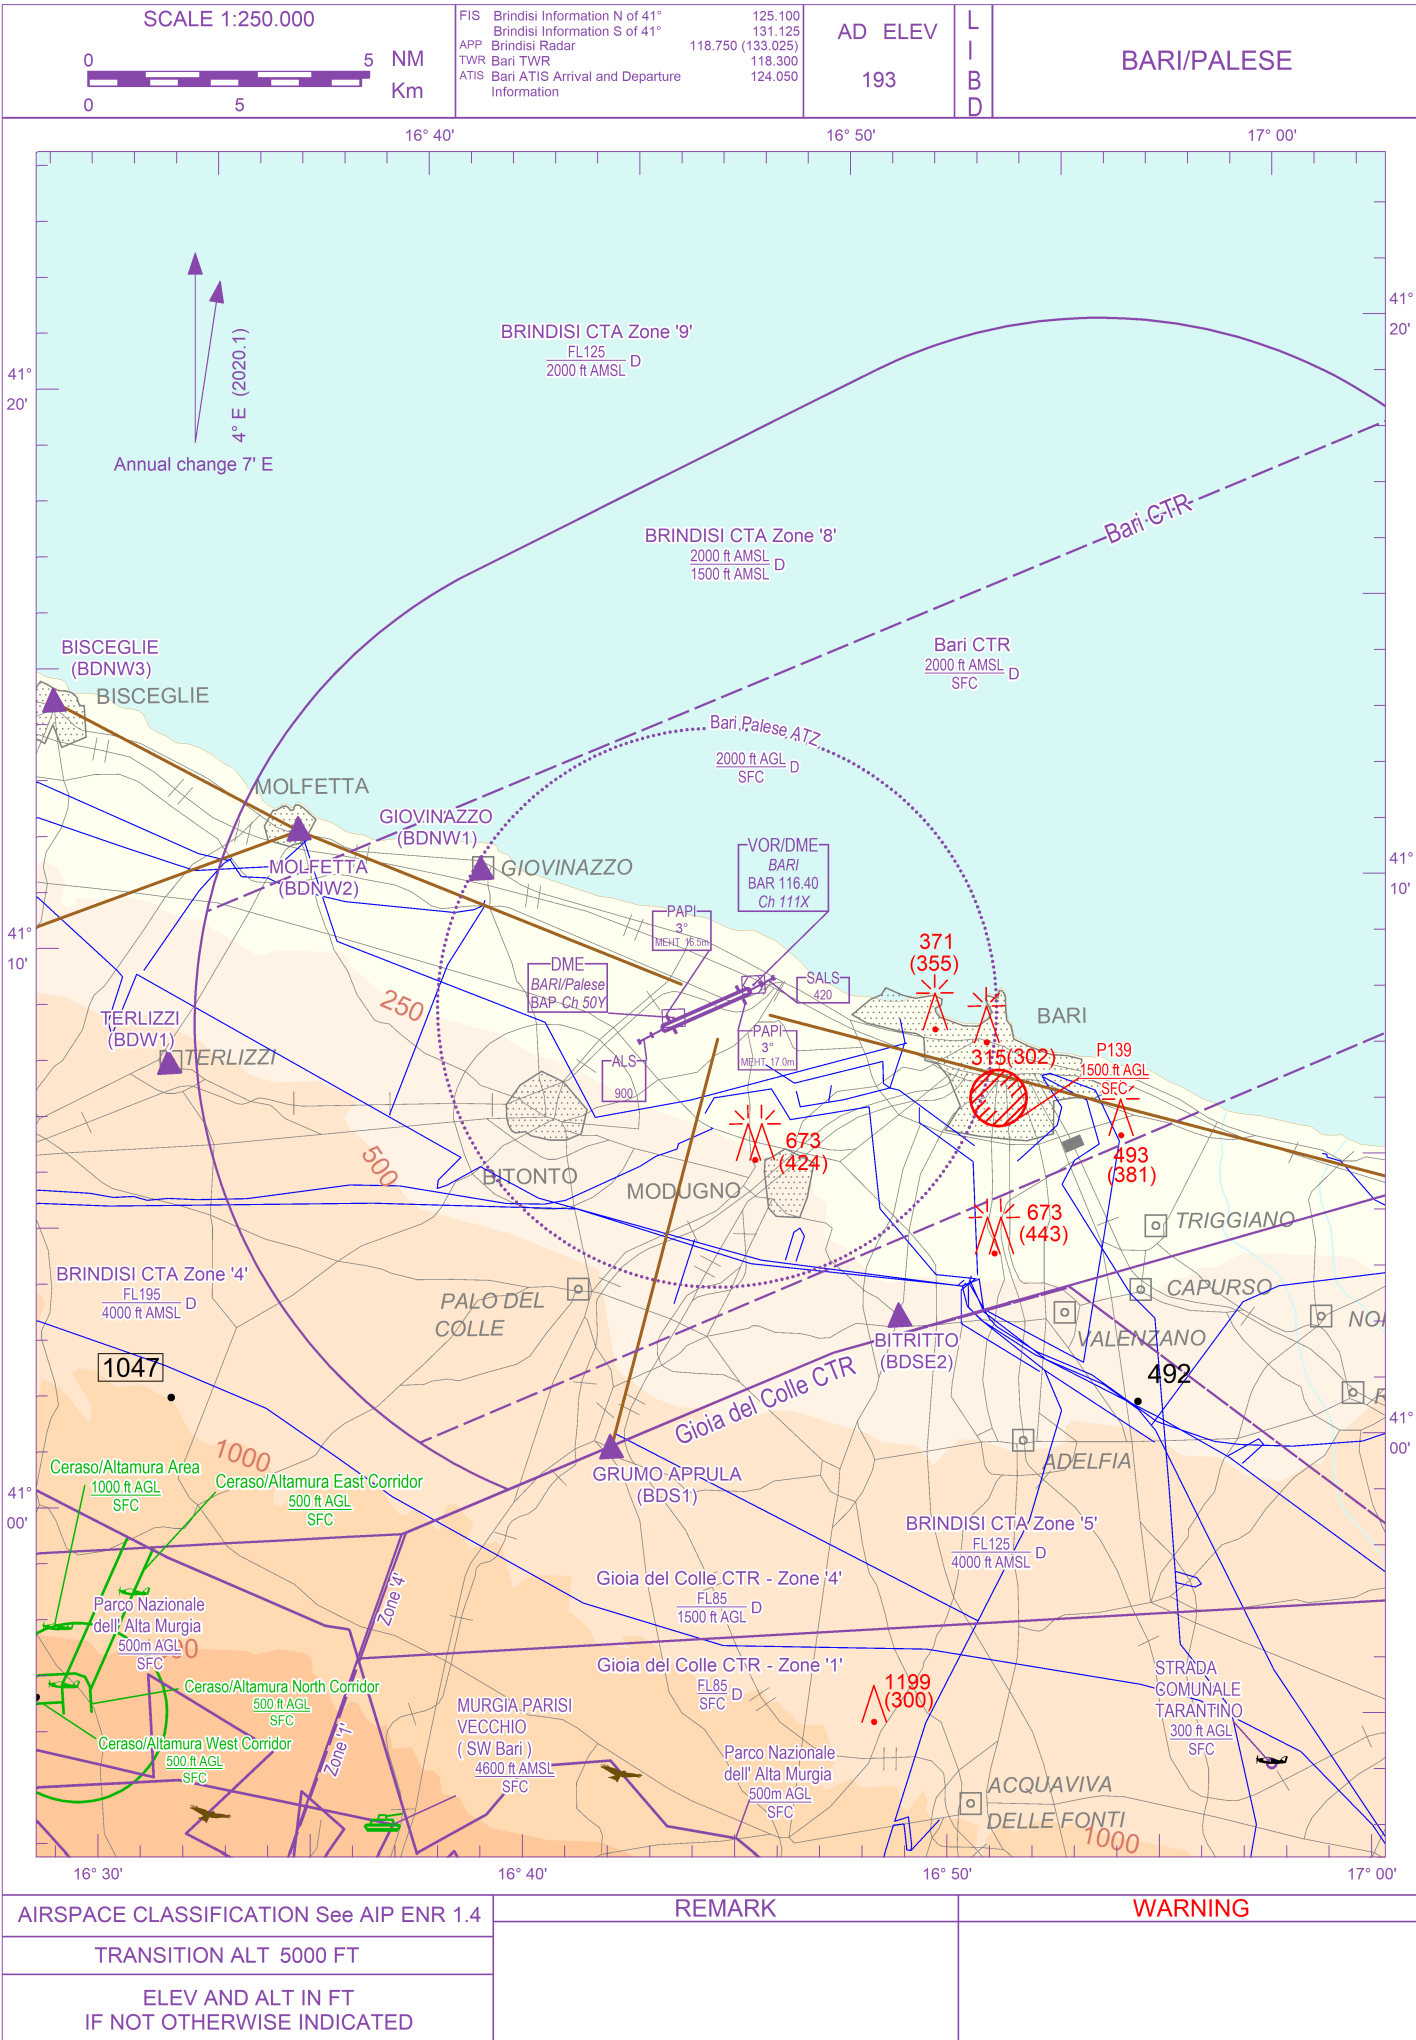 SCALE 1:250.000
0 5 NM
0 5 Km
FIS Brindisi Information N of 41° 125.100
Brindisi Information S of 41° 131.125
APP Brindisi Radar 118.750 (133.025)
TWR Bari TWR 118.300
ATIS Bari ATIS Arrival and Departure 124.050
Information
AD ELEV
193
L
I
B
D
BARI/PALESE
16° 40'
16° 50'
17° 00'
41°
20'
41°
20'
4° E (2020.1)
Annual change 7' E
BRINDISI CTA Zone '9'
FL125
2000 ft AMSL
D
Bari CTR
BRINDISI CTA Zone '8'
2000 ft AMSL
1500 ft AMSL
D
Bari CTR
2000 ft AMSL
SFC
D
BISCEGLIE
(BDNW3)
BISCEGLIE
Bari Palese ATZ
2000 ft AGL
SFC
D
MOLFETTA
GIOVINAZZO
(BDNW1)
GIOVINAZZO
MOLFETTA
(BDNW2)
VOR/DME
BARI
BAR 116.40
Ch 111X
41°
10'
41°
10'
PAPI
3°
MEHT 16.5m
DME
BARI/Palese
BAP Ch 50Y
SALS
420
371
(355)
250
TERLIZZI
(BDW1)
TERLIZZI
PAPI
3°
MEHT 17.0m
ALS
900
BARI
315(302)
P139
1500 ft AGL
SFC
673
(424)
493
(381)
500
BITONTO
MODUGNO
673
(443)
TRIGGIANO
BRINDISI CTA Zone '4'
FL195
4000 ft AMSL
D
PALO DEL
COLLE
CAPURSO
NOI
VALENZANO
BITRITTO
(BDSE2)
1047
492
R
Gioia del Colle CTR
41°
00'
41°
00'
1000
ADELFIA
GRUMO APPULA
(BDS1)
Ceraso/Altamura Area
1000 ft AGL
SFC
Ceraso/Altamura East Corridor
500 ft AGL
SFC
BRINDISI CTA Zone '5'
FL125
4000 ft AMSL
D
Zone '4'
Gioia del Colle CTR - Zone '4'
FL85
1500 ft AGL
D
Parco Nazionale
dell' Alta Murgia
500m AGL
SFC
Gioia del Colle CTR - Zone '1'
FL85
SFC
D
Ceraso/Altamura North Corridor
500 ft AGL
SFC
Ceraso/Altamura West Corridor
500 ft AGL
SFC
Zone '1'
MURGIA PARISI
VECCHIO
( SW Bari )
4600 ft AMSL
SFC
1199
(300)
STRADA
COMUNALE
TARANTINO
300 ft AGL
SFC
Parco Nazionale
dell' Alta Murgia
500m AGL
SFC
ACQUAVIVA
DELLE FONTI
1000
16° 30'
16° 40'
16° 50'
17° 00'
AIRSPACE CLASSIFICATION See AIP ENR 1.4
TRANSITION ALT 5000 FT
ELEV AND ALT IN FT
IF NOT OTHERWISE INDICATED
REMARK
WARNING